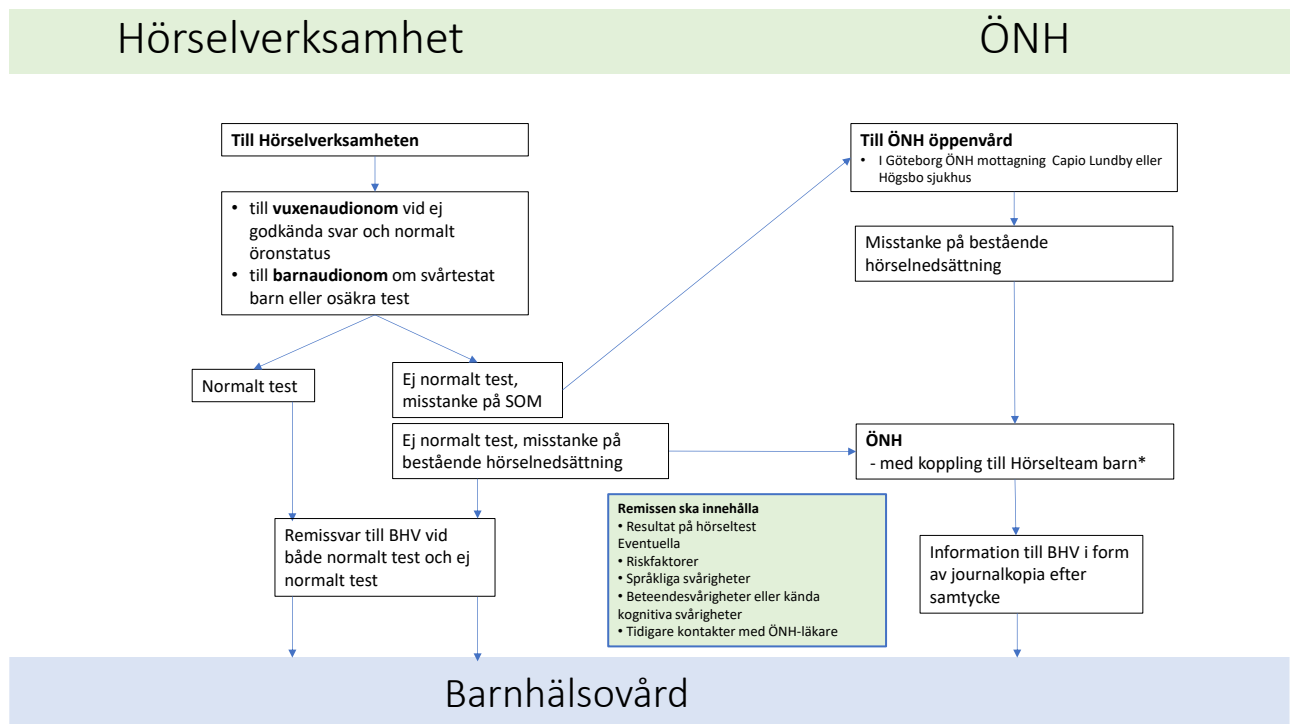 Hörselverksamhet
ÖNH
Till Hörselverksamheten
• till vuxenaudionom vid ej
godkända svar och normalt
öronstatus
• till barnaudionom om svårtestat
barn eller osäkra test
Normalt test
Ej normalt test,
misstanke på SOM
Ej normalt test, misstanke på
bestående hörselnedsättning
Remissvar till BHV vid
både normalt test och ej
normalt test
Till ÖNH öppenvård
• I Göteborg ÖNH mottagning Capio Lundby eller
Högsbo sjukhus
Misstanke på bestående
hörselnedsättning
ÖNH
- med koppling till Hörselteam barn*
Remissen ska innehålla
• Resultat på hörseltest
Eventuella
• Riskfaktorer
• Språkliga svårigheter
• Beteendesvårigheter eller kända
kognitiva svårigheter
• Tidigare kontakter med ÖNH-läkare
Information till BHV i form
av journalkopia efter
samtycke
Barnhälsovård